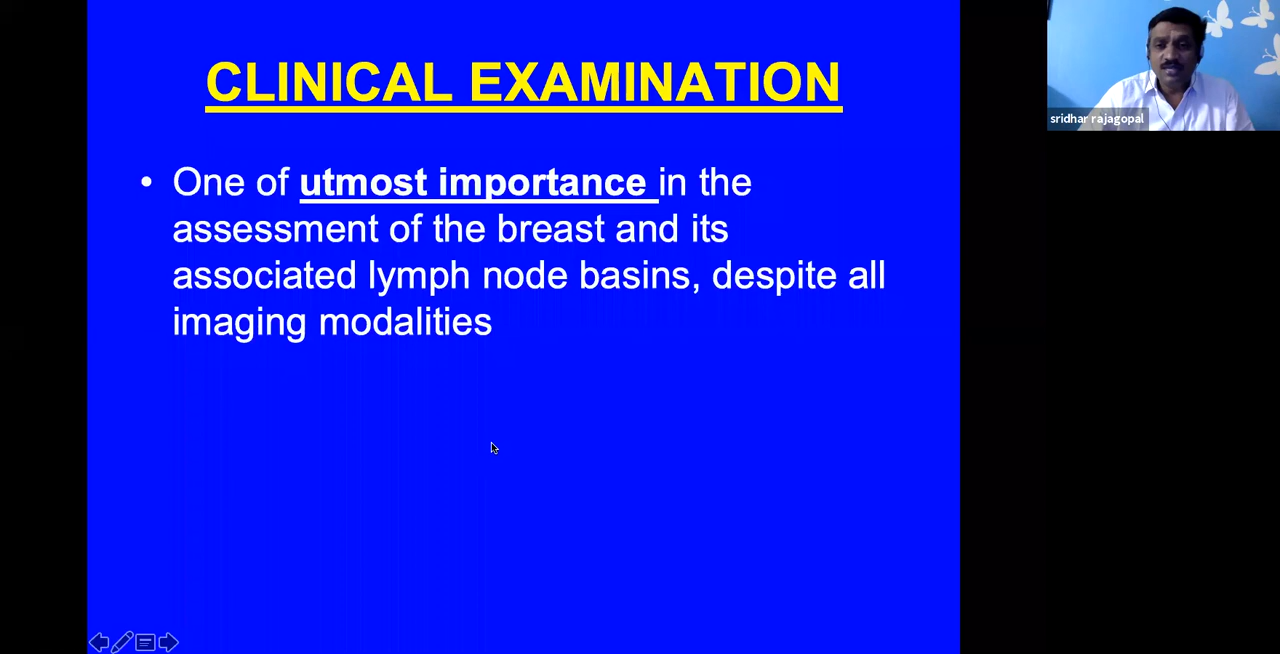 CLINICAL EXAMINATION
sridhar rajagopal
• One of utmost importance in the
assessment of the breast and its
associated lymph node basins, despite all
imaging modalities